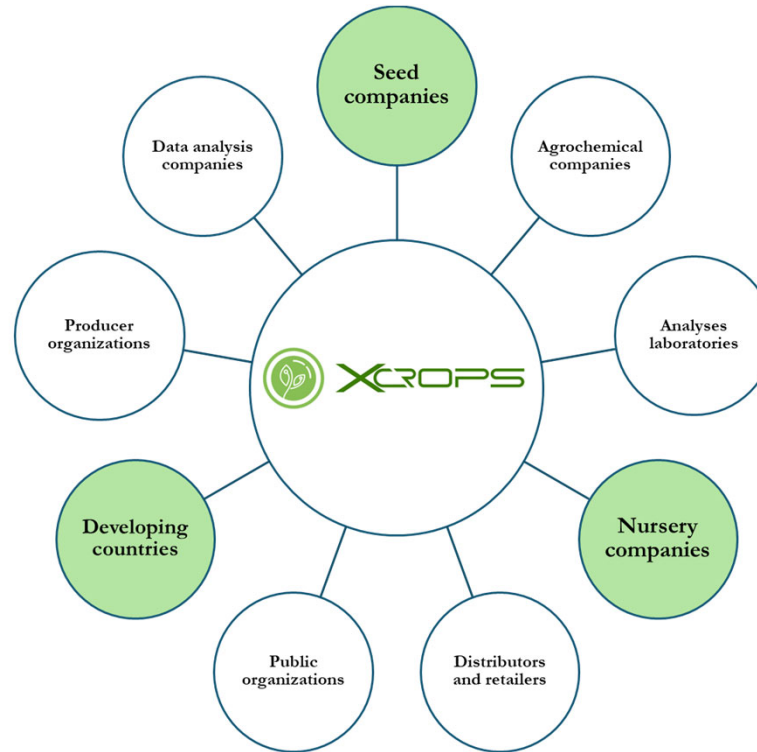 Seed
companies
Data analysis
companies
Agrochemical
companies
Producer
organizations
Analyses
laboratories
XCROPS
Developing
countries
Nursery
companies
Public
organizations
Distributors
and retailers